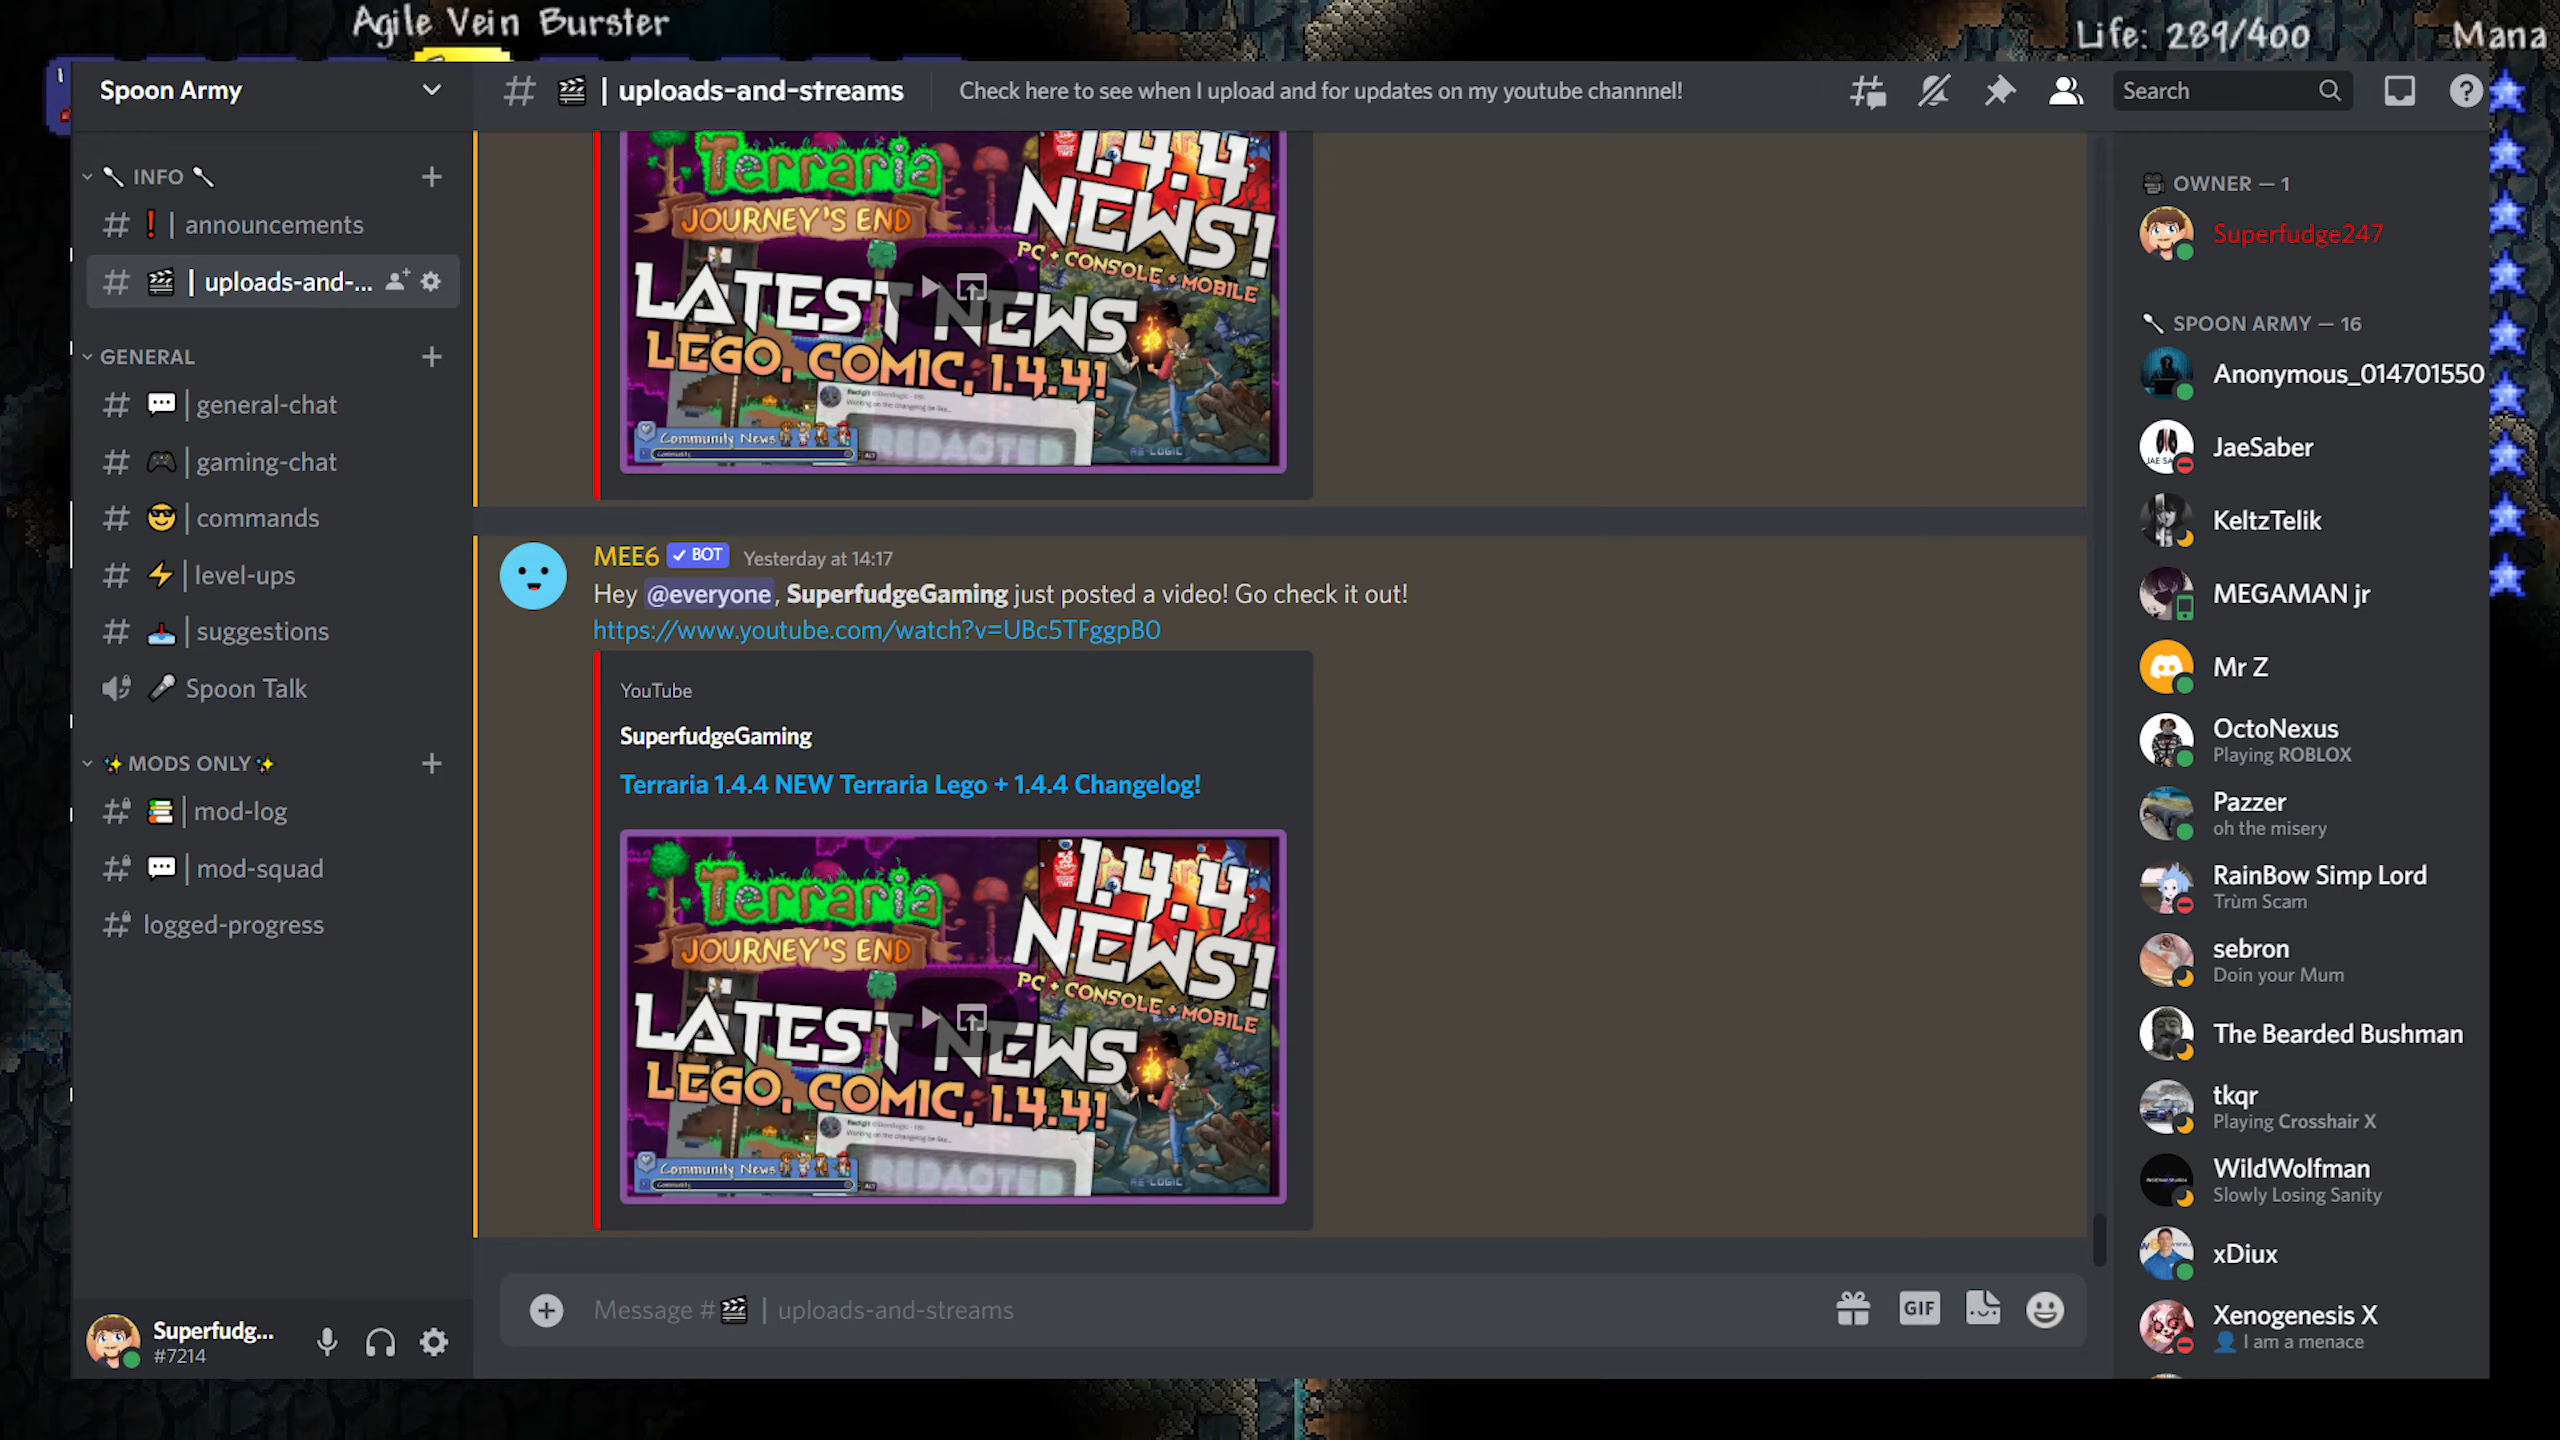 Agile Vein Burster
Life: 289/400
Mana
Spoon Army
| uploads-and-streams
Check here to see when I upload and for updates on my youtube channnel!
Search
INFO
| announcements
| uploads-and-...
GENERAL
| general-chat
| gaming-chat
| commands
| level-ups
| suggestions
Spoon Talk
MODS ONLY
| mod-log
| mod-squad
logged-progress
Superfudg...
#7214
Terraria
JOURNEY'S END
1.4.4
NEWS!
PC + CONSOLE + MOBILE
LATEST NEWS
LEGO, COMIC, 1.4.4!
Community News
REDACTED
RE-LOGIC
MEE6 BOT Yesterday at 14:17
Hey @everyone, SuperfudgeGaming just posted a video! Go check it out!
https://www.youtube.com/watch?v=UBc5TFggpB0
YouTube
SuperfudgeGaming
Terraria 1.4.4 NEW Terraria Lego + 1.4.4 Changelog!
Terraria
JOURNEY'S END
1.4.4
NEWS!
PC + CONSOLE + MOBILE
LATEST NEWS
LEGO, COMIC, 1.4.4!
Community News
REDACTED
RE-LOGIC
Message # | uploads-and-streams
GIF
OWNER — 1
Superfudge247
SPOON ARMY — 16
Anonymous_014701550
JaeSaber
KeltzTelik
MEGAMAN jr
Mr Z
OctoNexus
Playing ROBLOX
Pazzer
oh the misery
RainBow Simp Lord
Trùm Scam
sebron
Doin your Mum
The Bearded Bushman
tkqr
Playing Crosshair X
WildWolfman
Slowly Losing Sanity
xDiux
Xenogenesis X
I am a menace